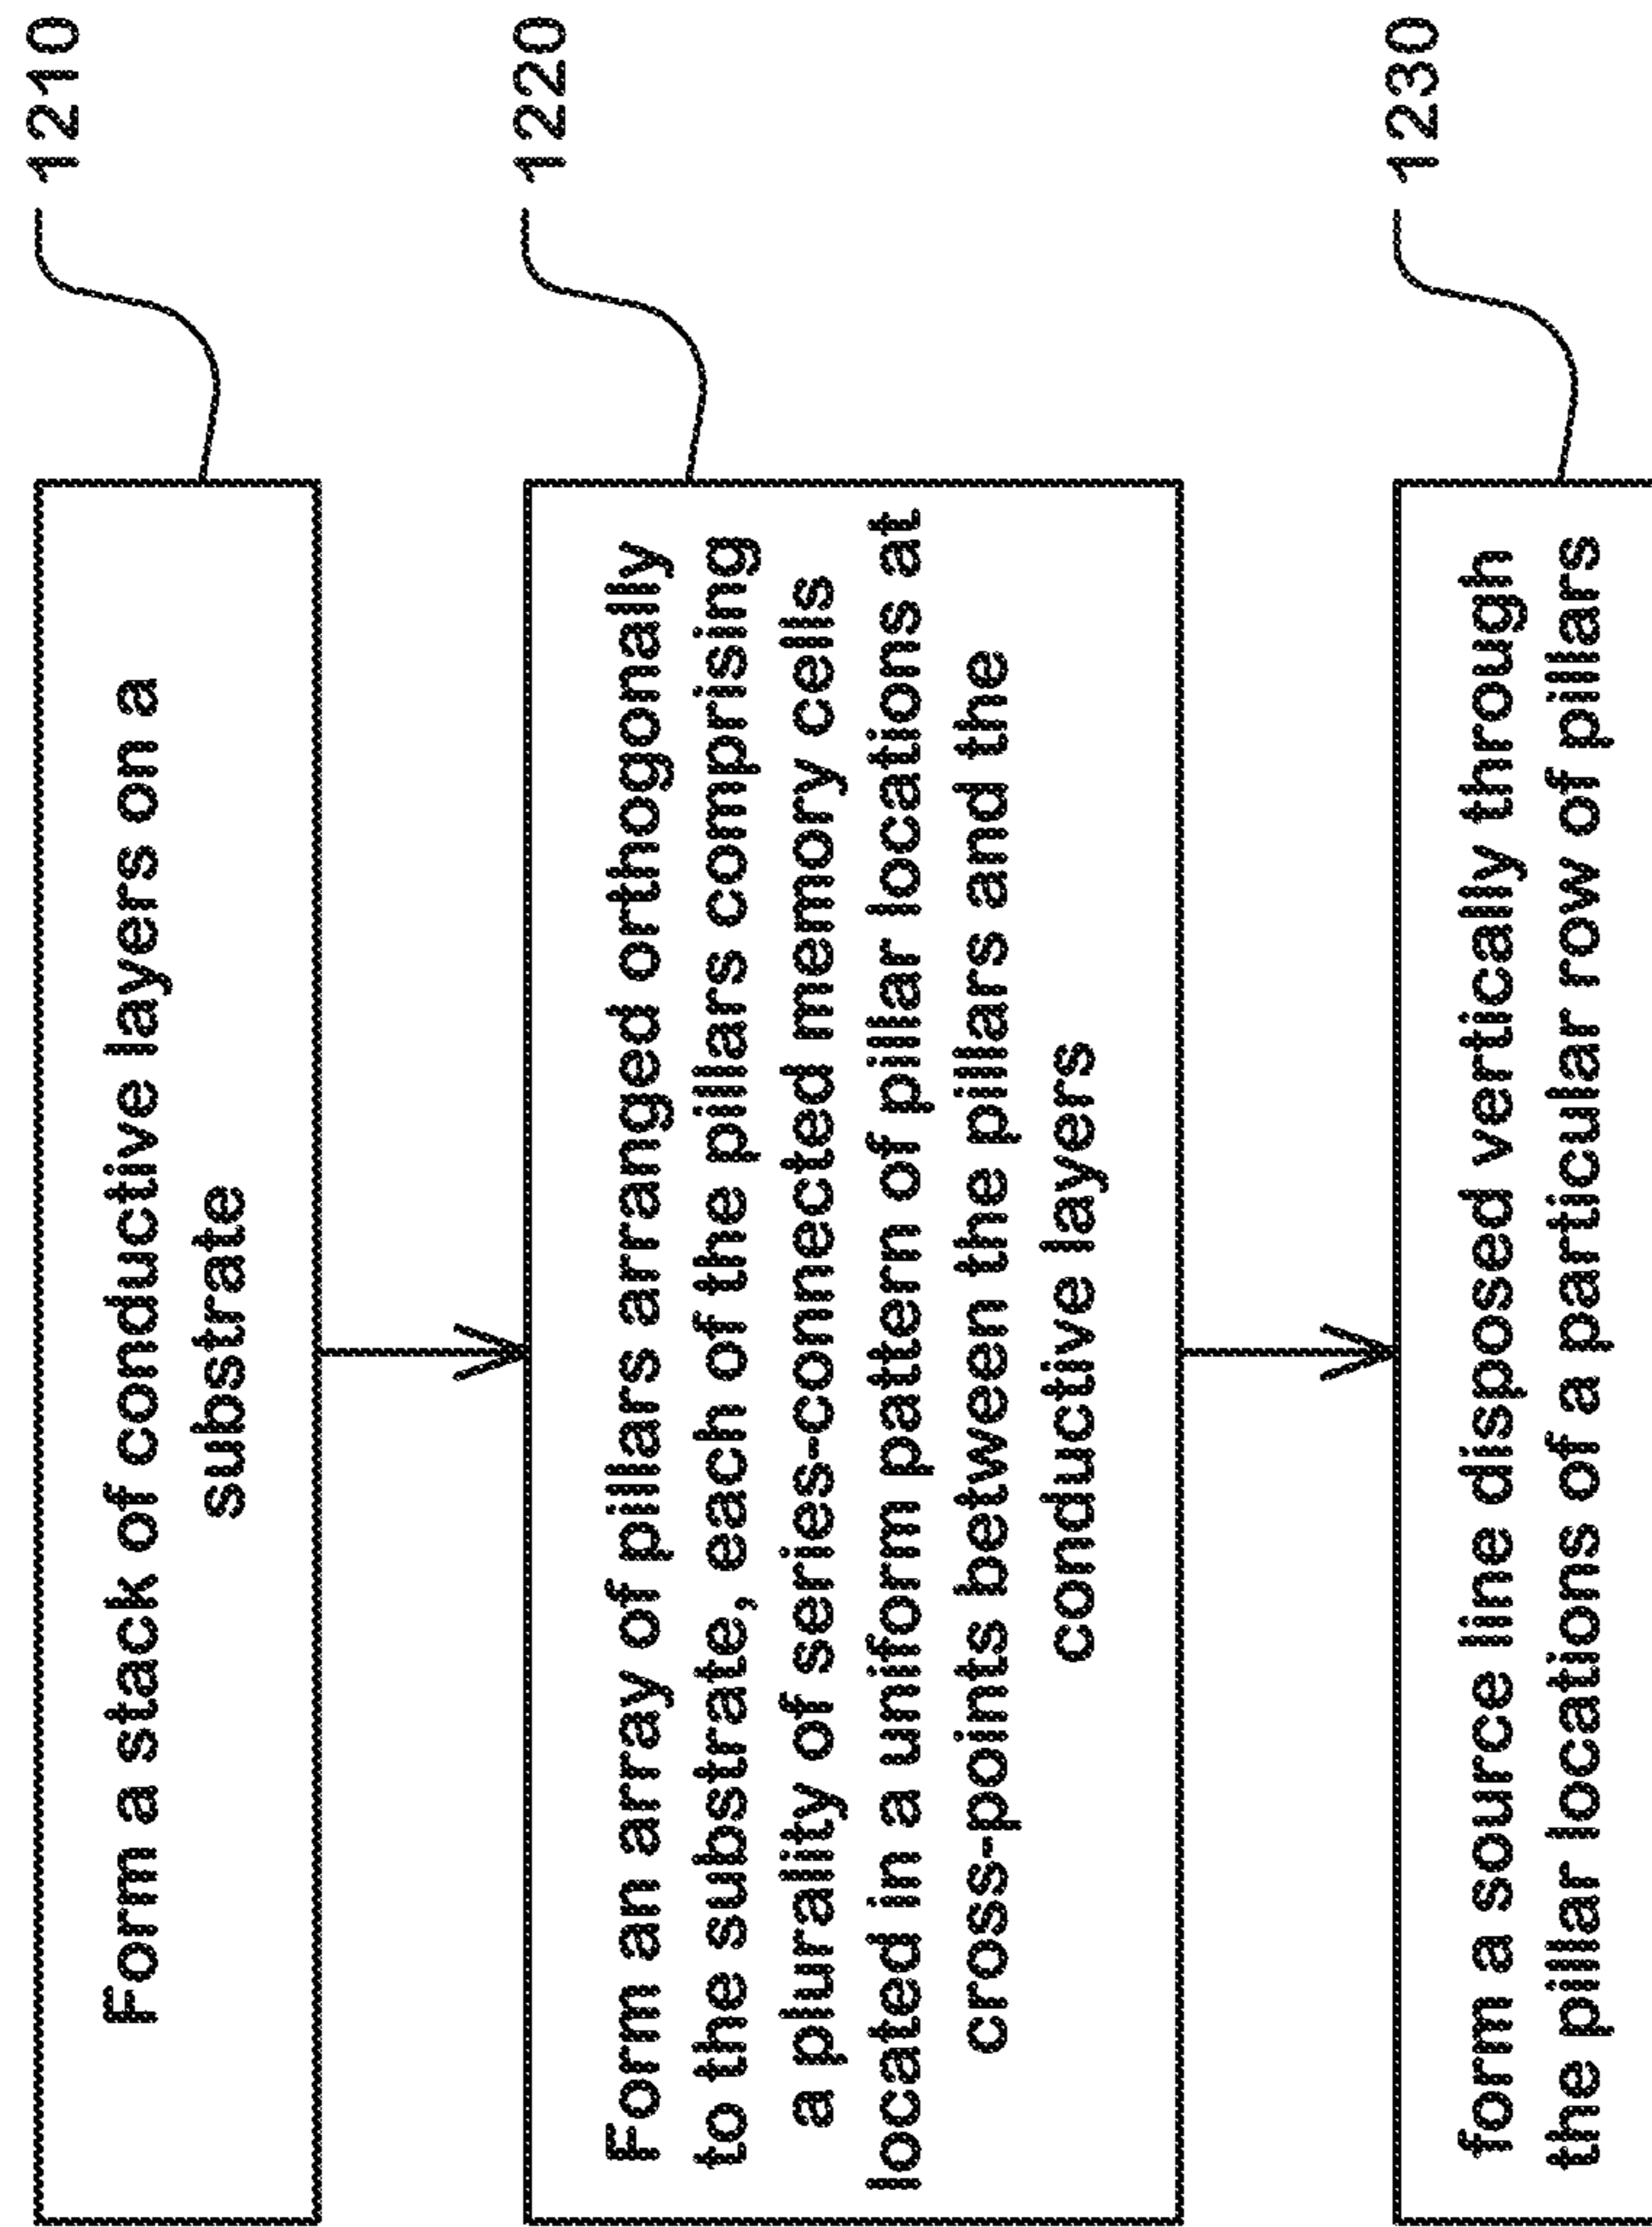 Form a stack of conductive layers on a
substrate
1210
Form an array of pillars arranged orthogonally
to the substrate, each of the pillars comprising
a plurality of series-connected memory cells
located in a uniform pattern of pillar locations at
cross-points between the pillars and the
conductive layers
1220
form a source line disposed vertically through
the pillar locations of a particular row of pillars
1230